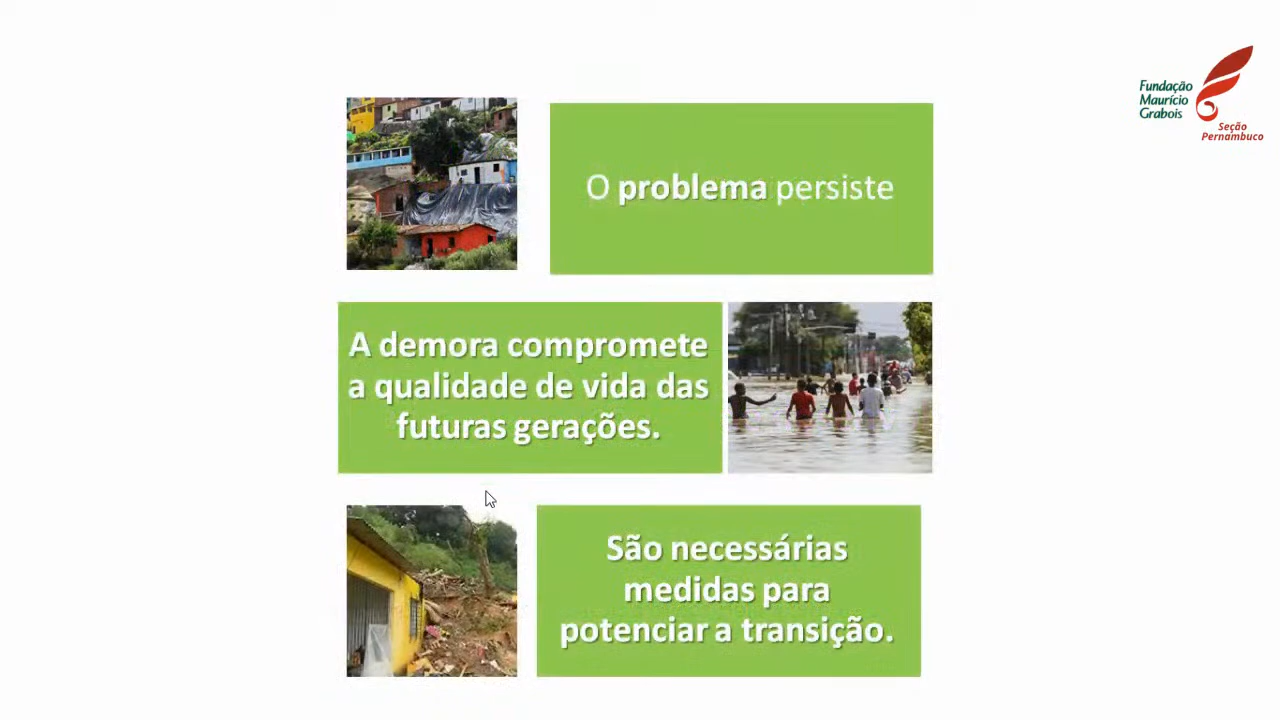 Fundação
Maurício
Grabois
Seção
Pernambuco
O problema persiste
A demora compromete
a qualidade de vida das
futuras gerações.
São necessárias
medidas para
potenciar a transição.